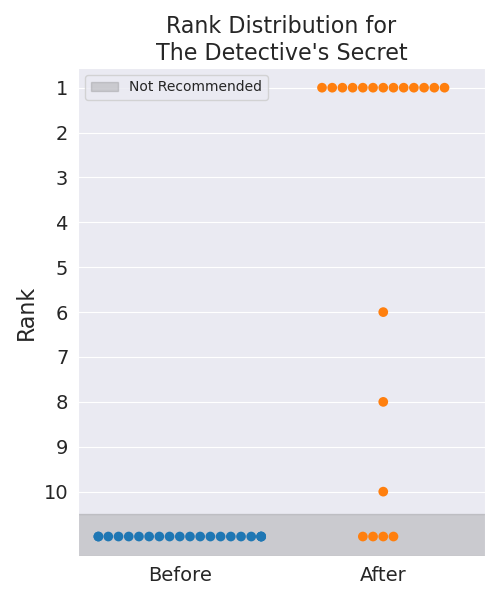 Rank Distribution for
The Detective's Secret
Not Recommended
Rank
1
2
3
4
5
6
7
8
9
10
Before
After